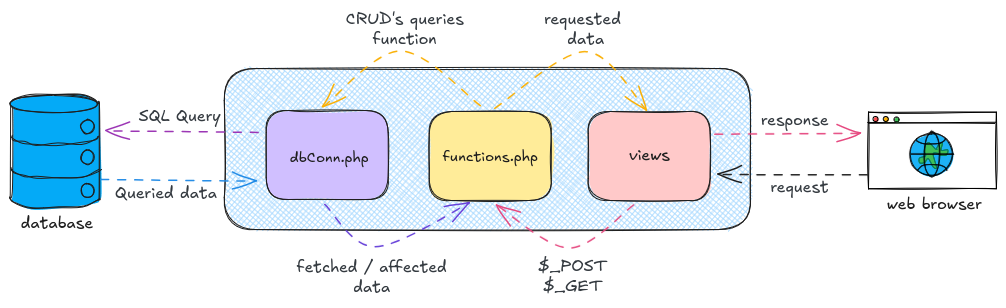 CRUD's queries
function
requested
data
SQL Query
response
dbConn.php
functions.php
views
Queried data
request
database
web browser
fetched / affected
data
$_POST
$_GET